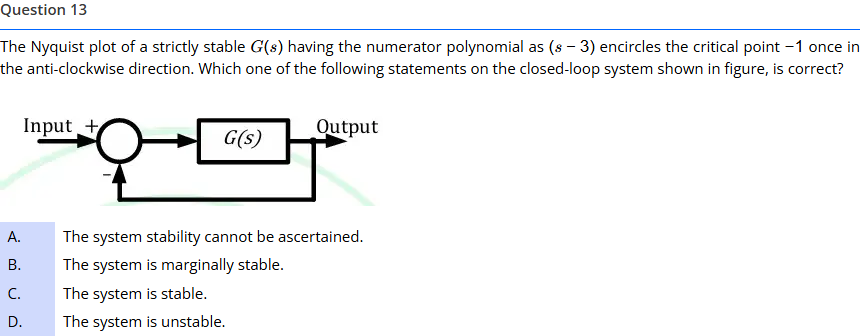 Question 13
The Nyquist plot of a strictly stable G(s) having the numerator polynomial as (s − 3) encircles the critical point −1 once in
the anti-clockwise direction. Which one of the following statements on the closed-loop system shown in figure, is correct?
Input + G(s) Output
-
A. The system stability cannot be ascertained.
B. The system is marginally stable.
C. The system is stable.
D. The system is unstable.